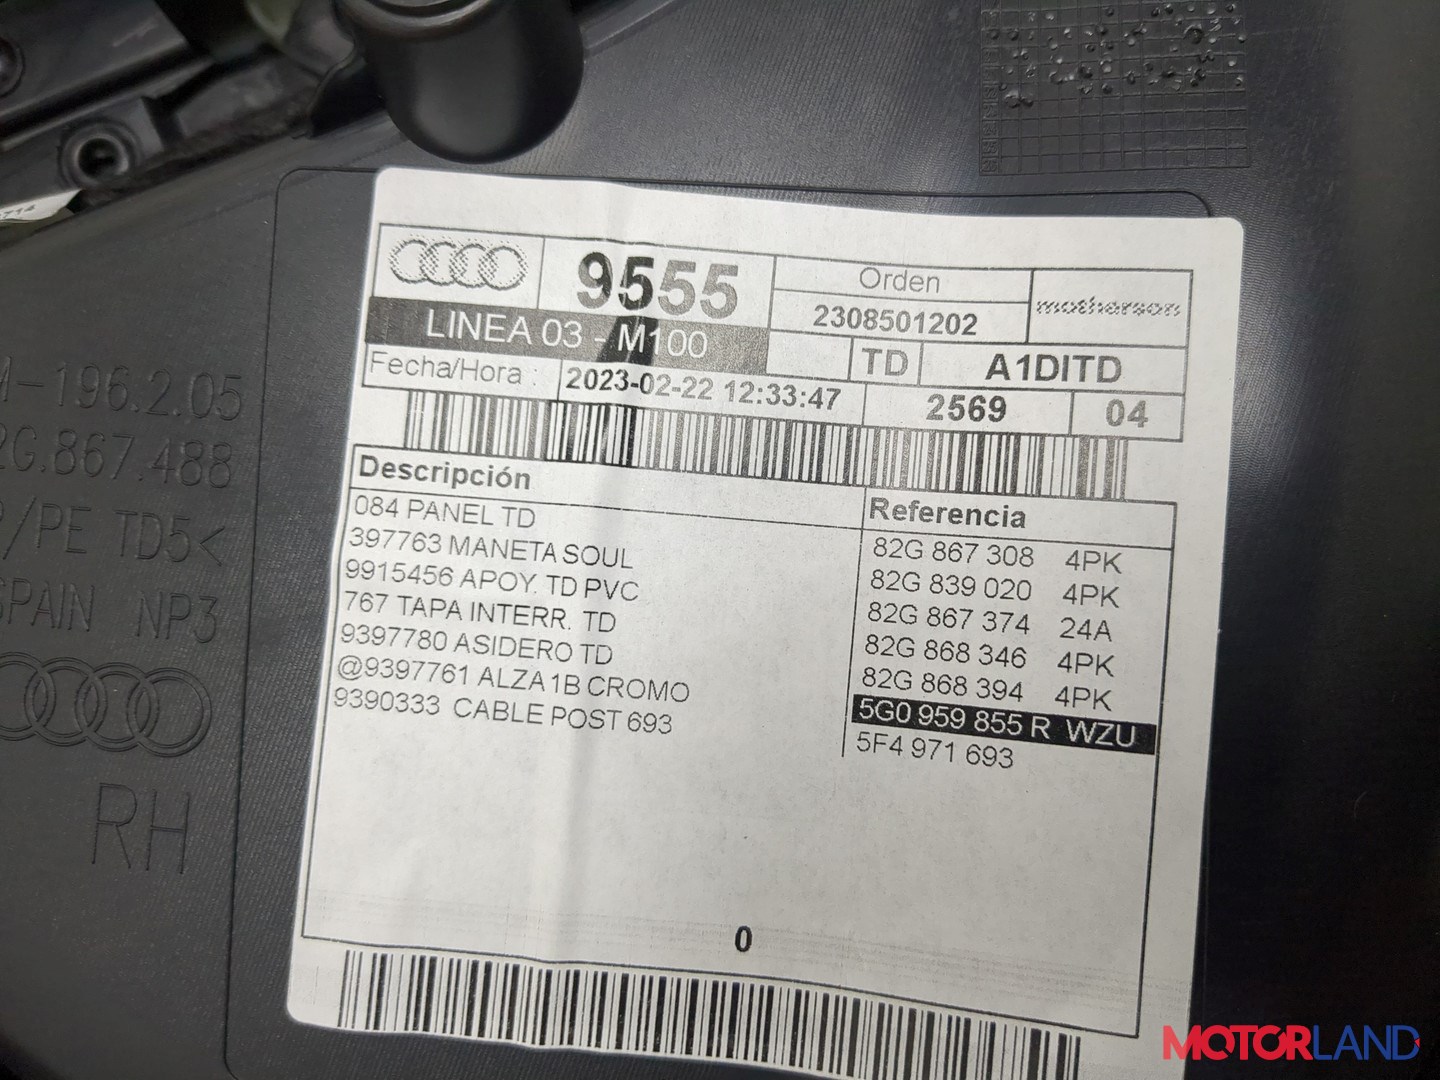 9555
Orden
motherson
LINEA 03 - M100
2308501202
TD
A1DITD
Fecha/Hora :
2023-02-22 12:33:47
2569
04
Descripción
Referencia
084 PANEL TD
82G 867 308 4PK
397763 MANETA SOUL
82G 839 020 4PK
9915456 APOY. TD PVC
82G 867 374 24A
767 TAPA INTERR. TD
82G 868 346 4PK
9397780 ASIDERO TD
82G 868 394 4PK
@9397761 ALZA 1B CROMO
5G0 959 855 R WZU
9390333 CABLE POST 693
5F4 971 693
0
-196.2.05
2G.867.488
/PE TD5<
SPAIN NP3
RH
MOTORLAND